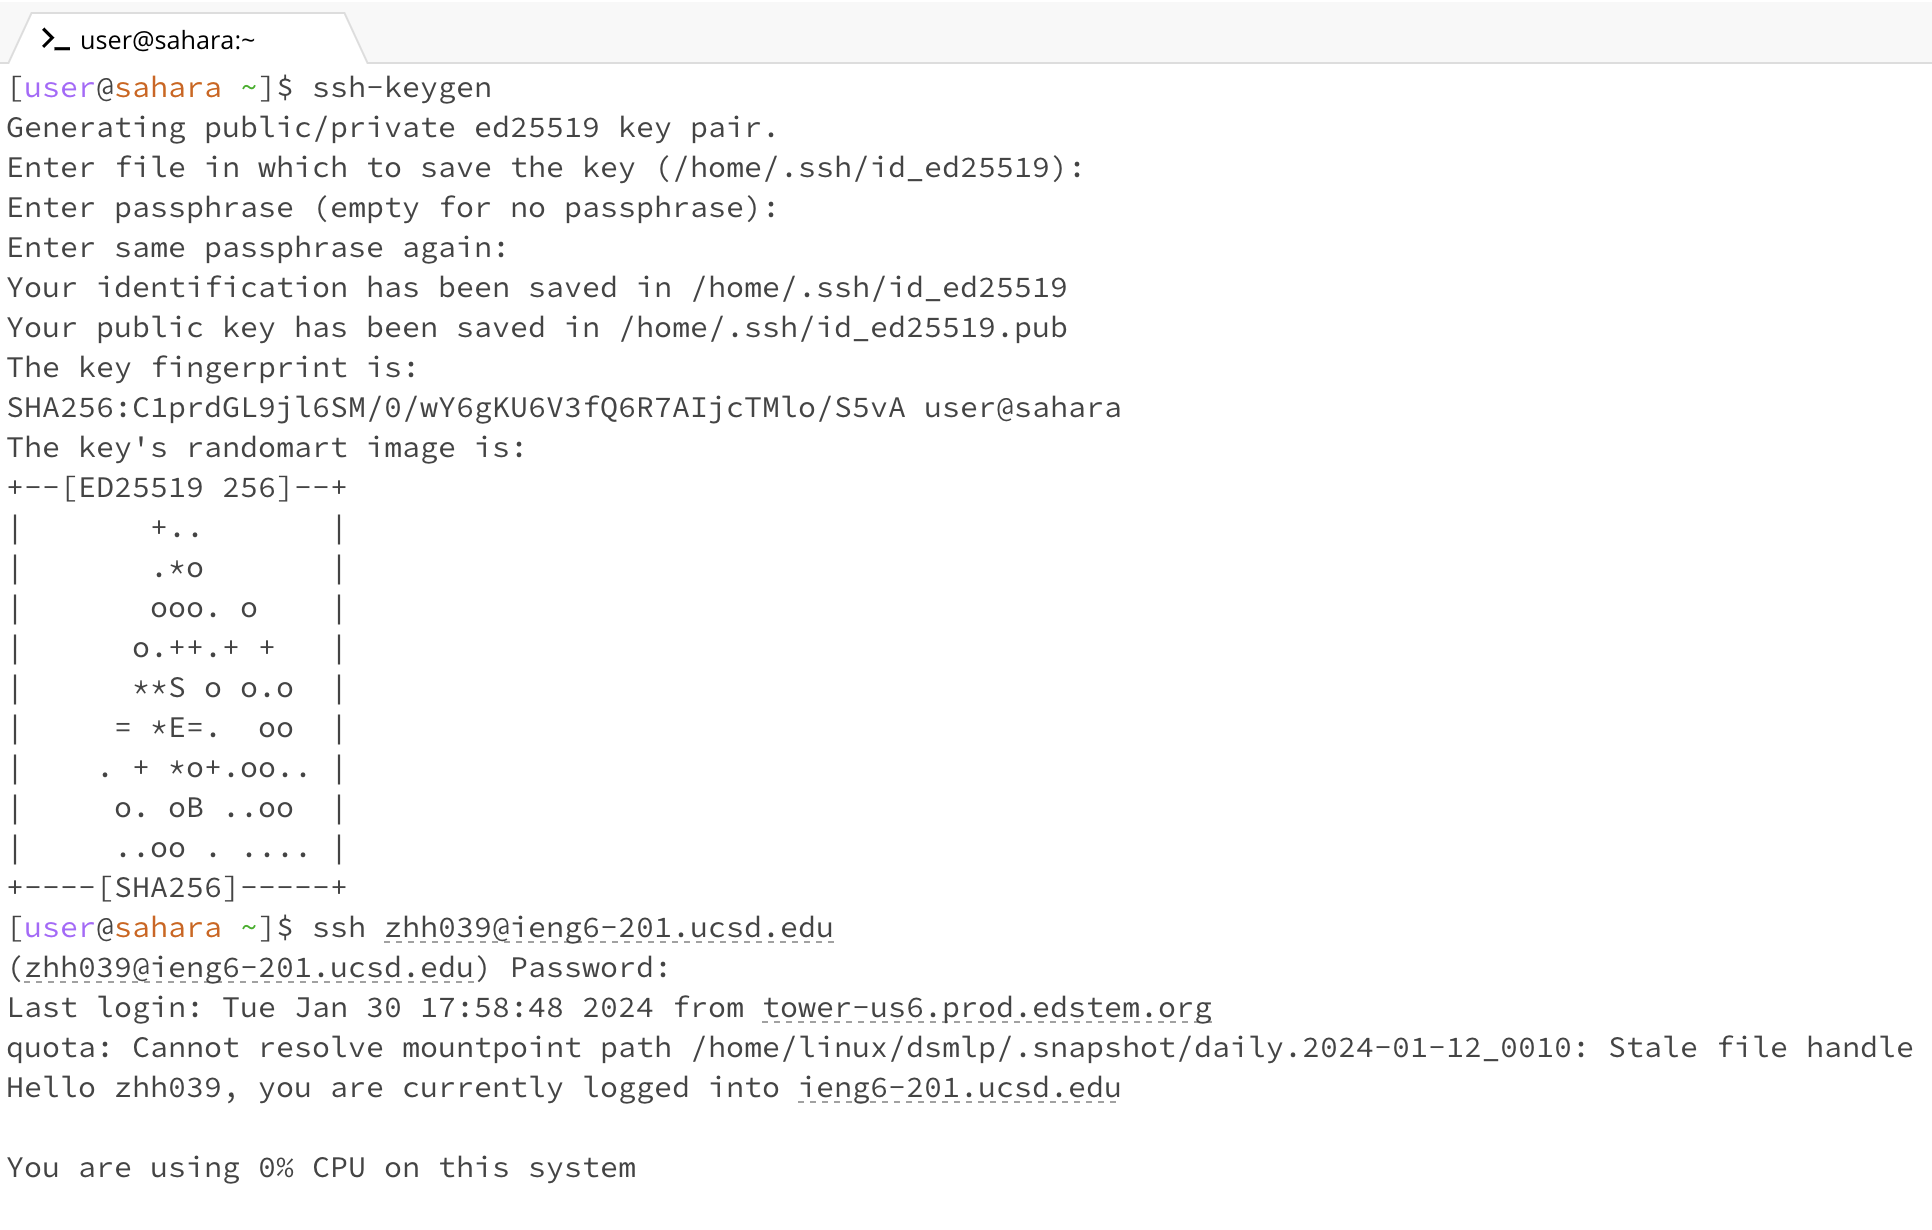 >_ user@sahara:~
[user@sahara ~]$ ssh-keygen
Generating public/private ed25519 key pair.
Enter file in which to save the key (/home/.ssh/id_ed25519):
Enter passphrase (empty for no passphrase):
Enter same passphrase again:
Your identification has been saved in /home/.ssh/id_ed25519
Your public key has been saved in /home/.ssh/id_ed25519.pub
The key fingerprint is:
SHA256:C1prdGL9jl6SM/0/wY6gKU6V3fQ6R7AIjcTMlo/S5vA user@sahara
The key's randomart image is:
+--[ED25519 256]--+
|       +..       |
|       .*o       |
|       ooo. o    |
|      o.++.+ +   |
|      **S o o.o  |
|     = *E=.  oo  |
|    . + *o+.oo.. |
|     o. oB ..oo  |
|     ..oo . .... |
+----[SHA256]-----+
[user@sahara ~]$ ssh zhh039@ieng6-201.ucsd.edu
(zhh039@ieng6-201.ucsd.edu) Password:
Last login: Tue Jan 30 17:58:48 2024 from tower-us6.prod.edstem.org
quota: Cannot resolve mountpoint path /home/linux/dsmlp/.snapshot/daily.2024-01-12_0010: Stale file handle
Hello zhh039, you are currently logged into ieng6-201.ucsd.edu

You are using 0% CPU on this system